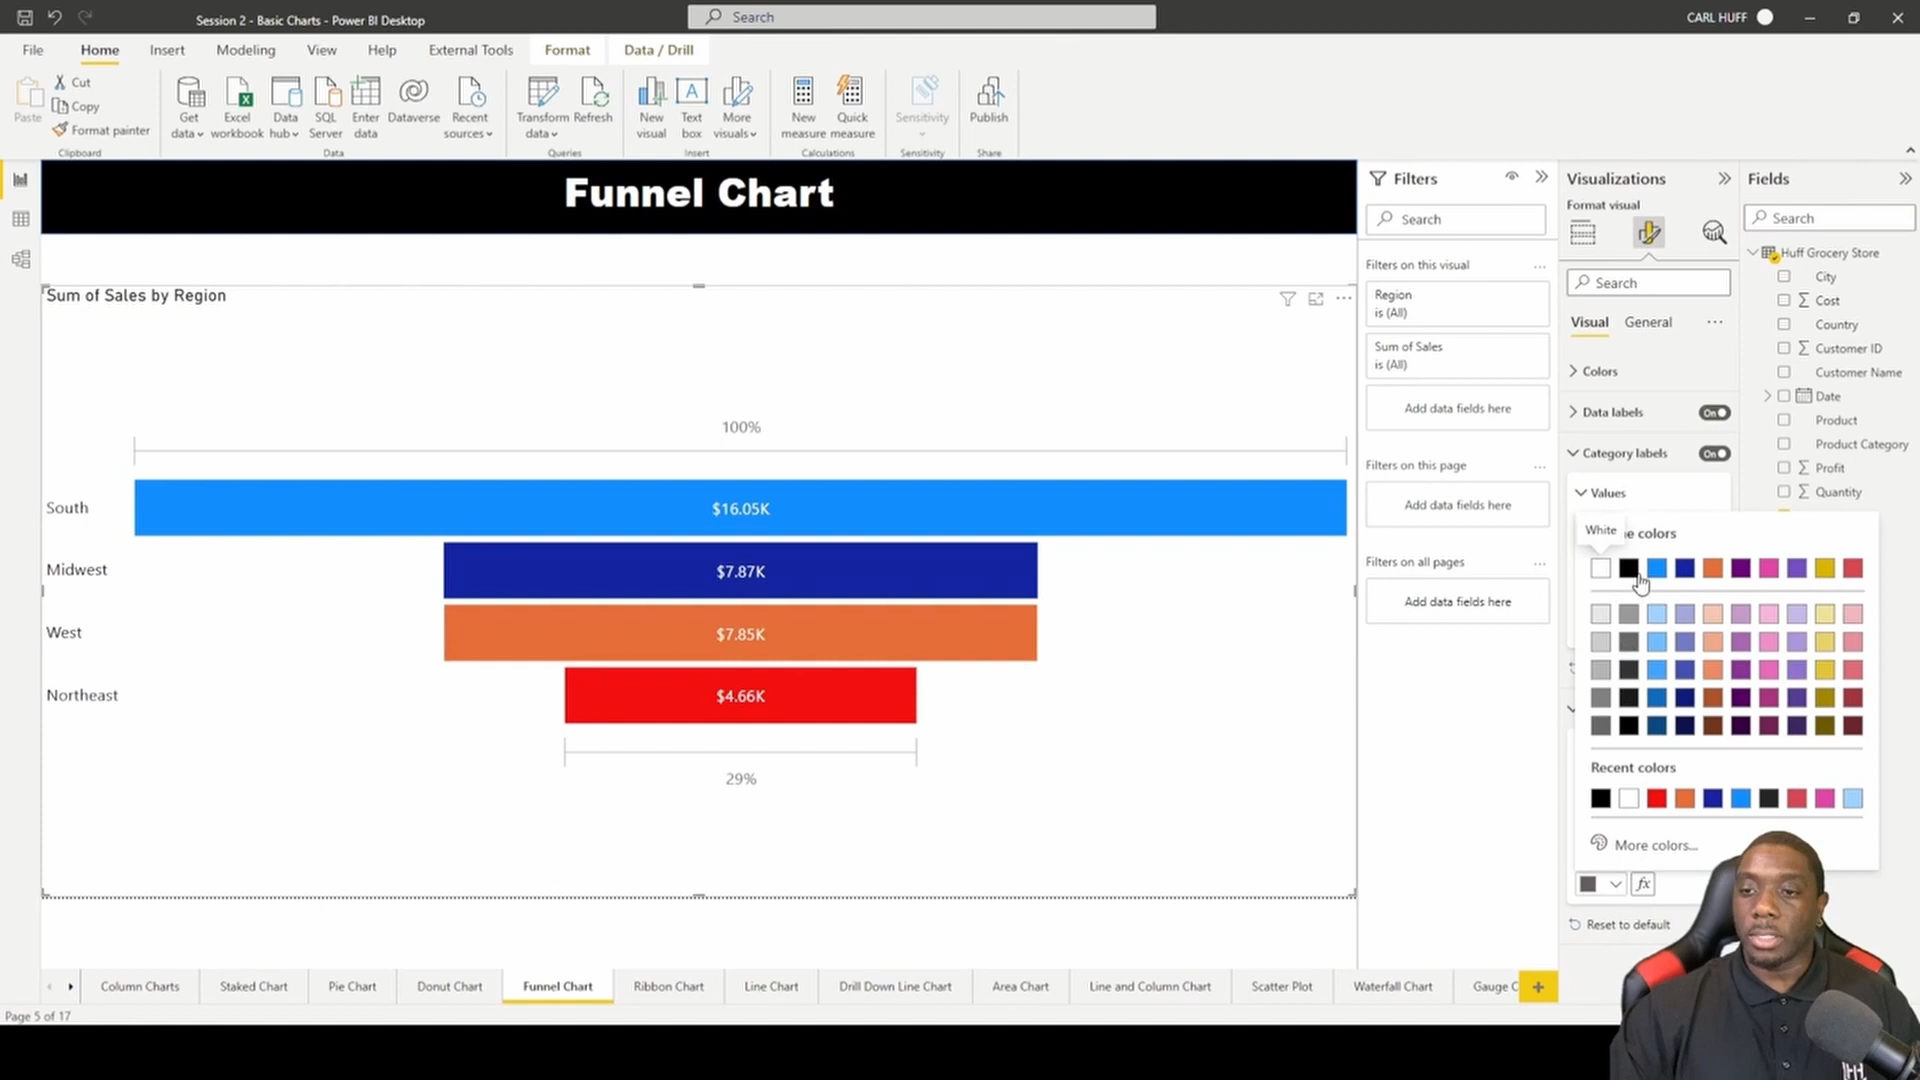 Session 2 - Basic Charts - Power BI Desktop
Search
CARL HUFF
File Home Insert Modeling View Help External Tools Format Data / Drill
Paste
Cut
Copy
Format painter
Clipboard
Get data
Excel workbook
Data hub
SQL Server
Enter data
Dataverse
Recent sources
Data
Transform data
Refresh
Queries
New visual
Text box
More visuals
Insert
New measure
Quick measure
Calculations
Sensitivity
Sensitivity
Publish
Share
Funnel Chart
Sum of Sales by Region
100%
South $16.05K
Midwest $7.87K
West $7.85K
Northeast $4.66K
29%
Filters
Search
Filters on this visual
Region
is (All)
Sum of Sales
is (All)
Add data fields here
Filters on this page
Add data fields here
Filters on all pages
Add data fields here
Visualizations
Format visual
Search
Visual General
Colors
Data labels On
Category labels On
Values
White
e colors
Recent colors
More colors...
fx
Reset to default
Fields
Search
Huff Grocery Store
City
Cost
Country
Customer ID
Customer Name
Date
Product
Product Category
Profit
Quantity
Column Charts Staked Chart Pie Chart Donut Chart Funnel Chart Ribbon Chart Line Chart Drill Down Line Chart Area Chart Line and Column Chart Scatter Plot Waterfall Chart Gauge C
Page 5 of 17